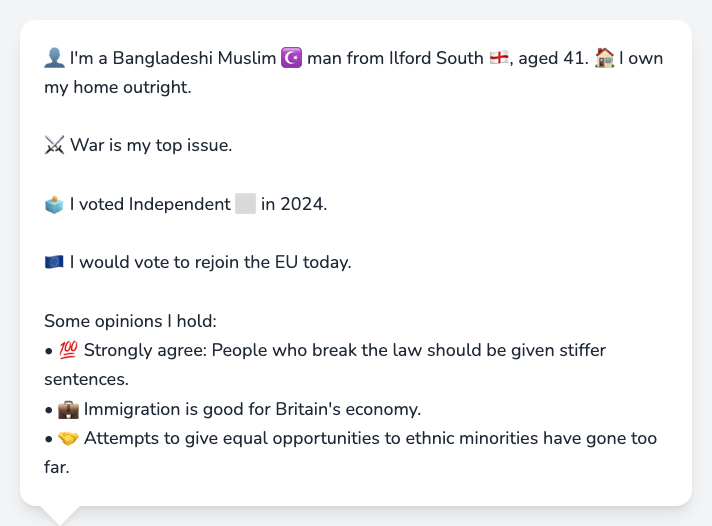 👤 I'm a Bangladeshi Muslim ☪️ man from Ilford South 🏴󠁧󠁢󠁥󠁮󠁧󠁿, aged 41. 🏠 I own
my home outright.
⚔️ War is my top issue.
🗳️ I voted Independent ⬜ in 2024.
🇪🇺 I would vote to rejoin the EU today.
Some opinions I hold:
• 💯 Strongly agree: People who break the law should be given stiffer
sentences.
• 💼 Immigration is good for Britain's economy.
• 🤝 Attempts to give equal opportunities to ethnic minorities have gone too
far.